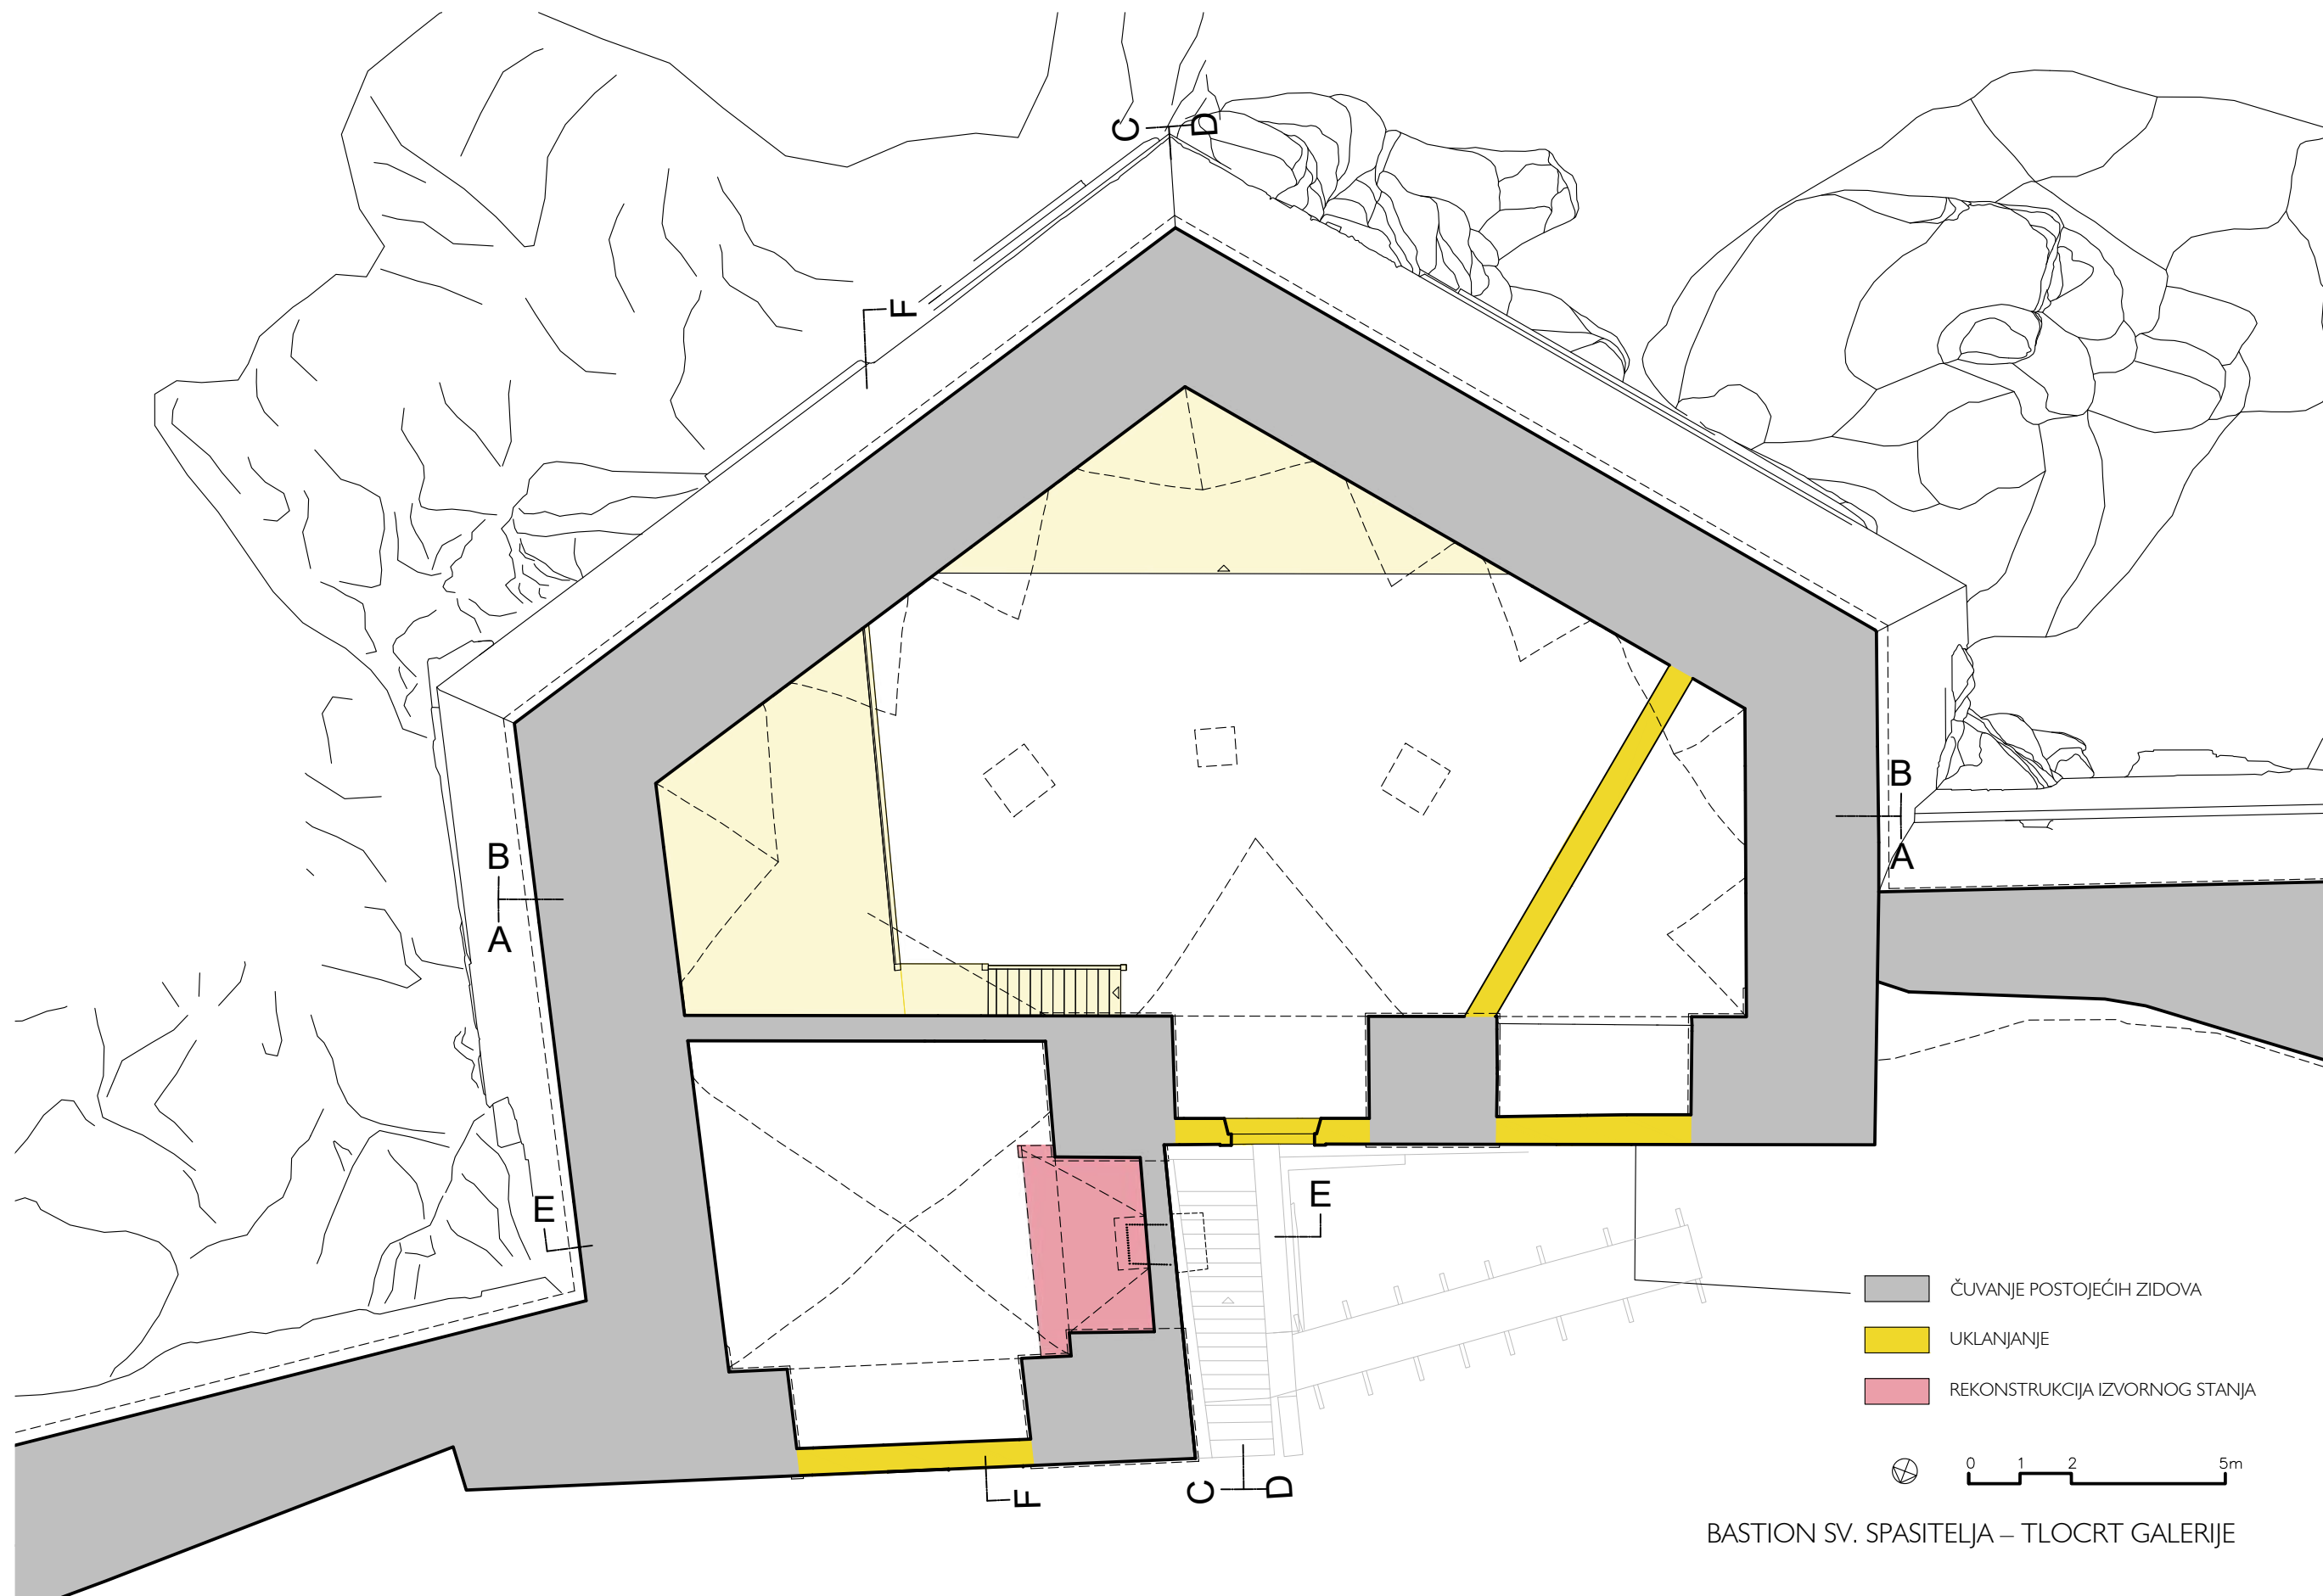 C
D
F
B
A
B
A
E
E
C
D
F
ČUVANJE POSTOJEĆIH ZIDOVA
UKLANJANJE
REKONSTRUKCIJA IZVORNOG STANJA
0 1 2 5m
BASTION SV. SPASITELJA – TLOCRT GALERIJE